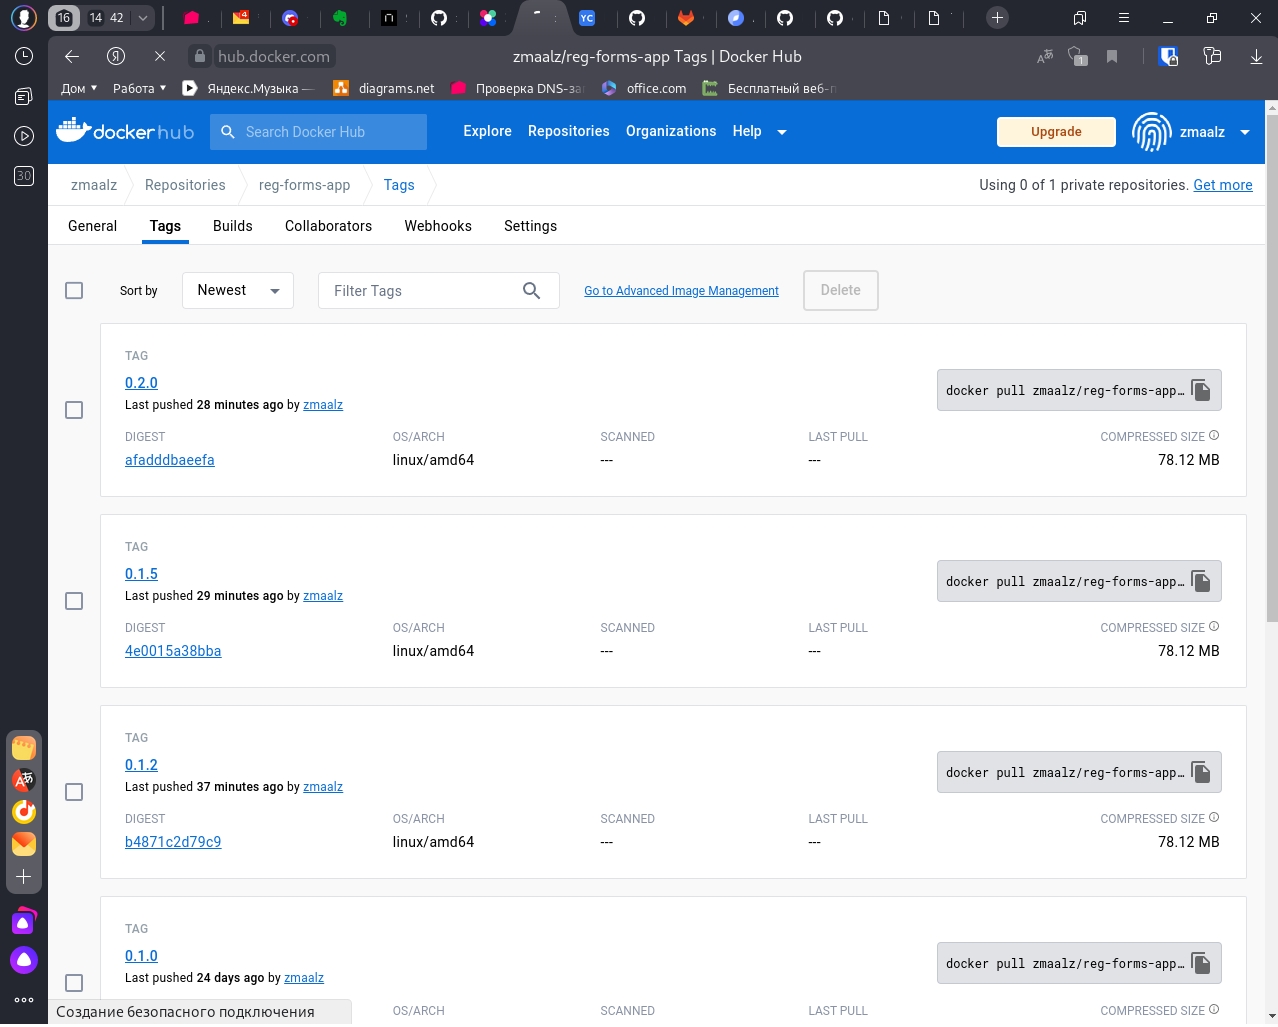 16 14 42
hub.docker.com
zmaalz/reg-forms-app Tags | Docker Hub
1
Дом Работа Яндекс.Музыка — diagrams.net Проверка DNS-за office.com Бесплатный веб-п
30
docker hub Search Docker Hub Explore Repositories Organizations Help Upgrade zmaalz
zmaalz Repositories reg-forms-app Tags Using 0 of 1 private repositories. Get more
General Tags Builds Collaborators Webhooks Settings
Sort by Newest Filter Tags Go to Advanced Image Management Delete
TAG
0.2.0
Last pushed 28 minutes ago by zmaalz
docker pull zmaalz/reg-forms-app…
DIGEST OS/ARCH SCANNED LAST PULL COMPRESSED SIZE
afadddbaeefa linux/amd64 --- --- 78.12 MB
TAG
0.1.5
Last pushed 29 minutes ago by zmaalz
docker pull zmaalz/reg-forms-app…
DIGEST OS/ARCH SCANNED LAST PULL COMPRESSED SIZE
4e0015a38bba linux/amd64 --- --- 78.12 MB
TAG
0.1.2
Last pushed 37 minutes ago by zmaalz
docker pull zmaalz/reg-forms-app…
DIGEST OS/ARCH SCANNED LAST PULL COMPRESSED SIZE
b4871c2d79c9 linux/amd64 --- --- 78.12 MB
TAG
0.1.0
Last pushed 24 days ago by zmaalz
docker pull zmaalz/reg-forms-app…
OS/ARCH SCANNED LAST PULL COMPRESSED SIZE
Создание безопасного подключения